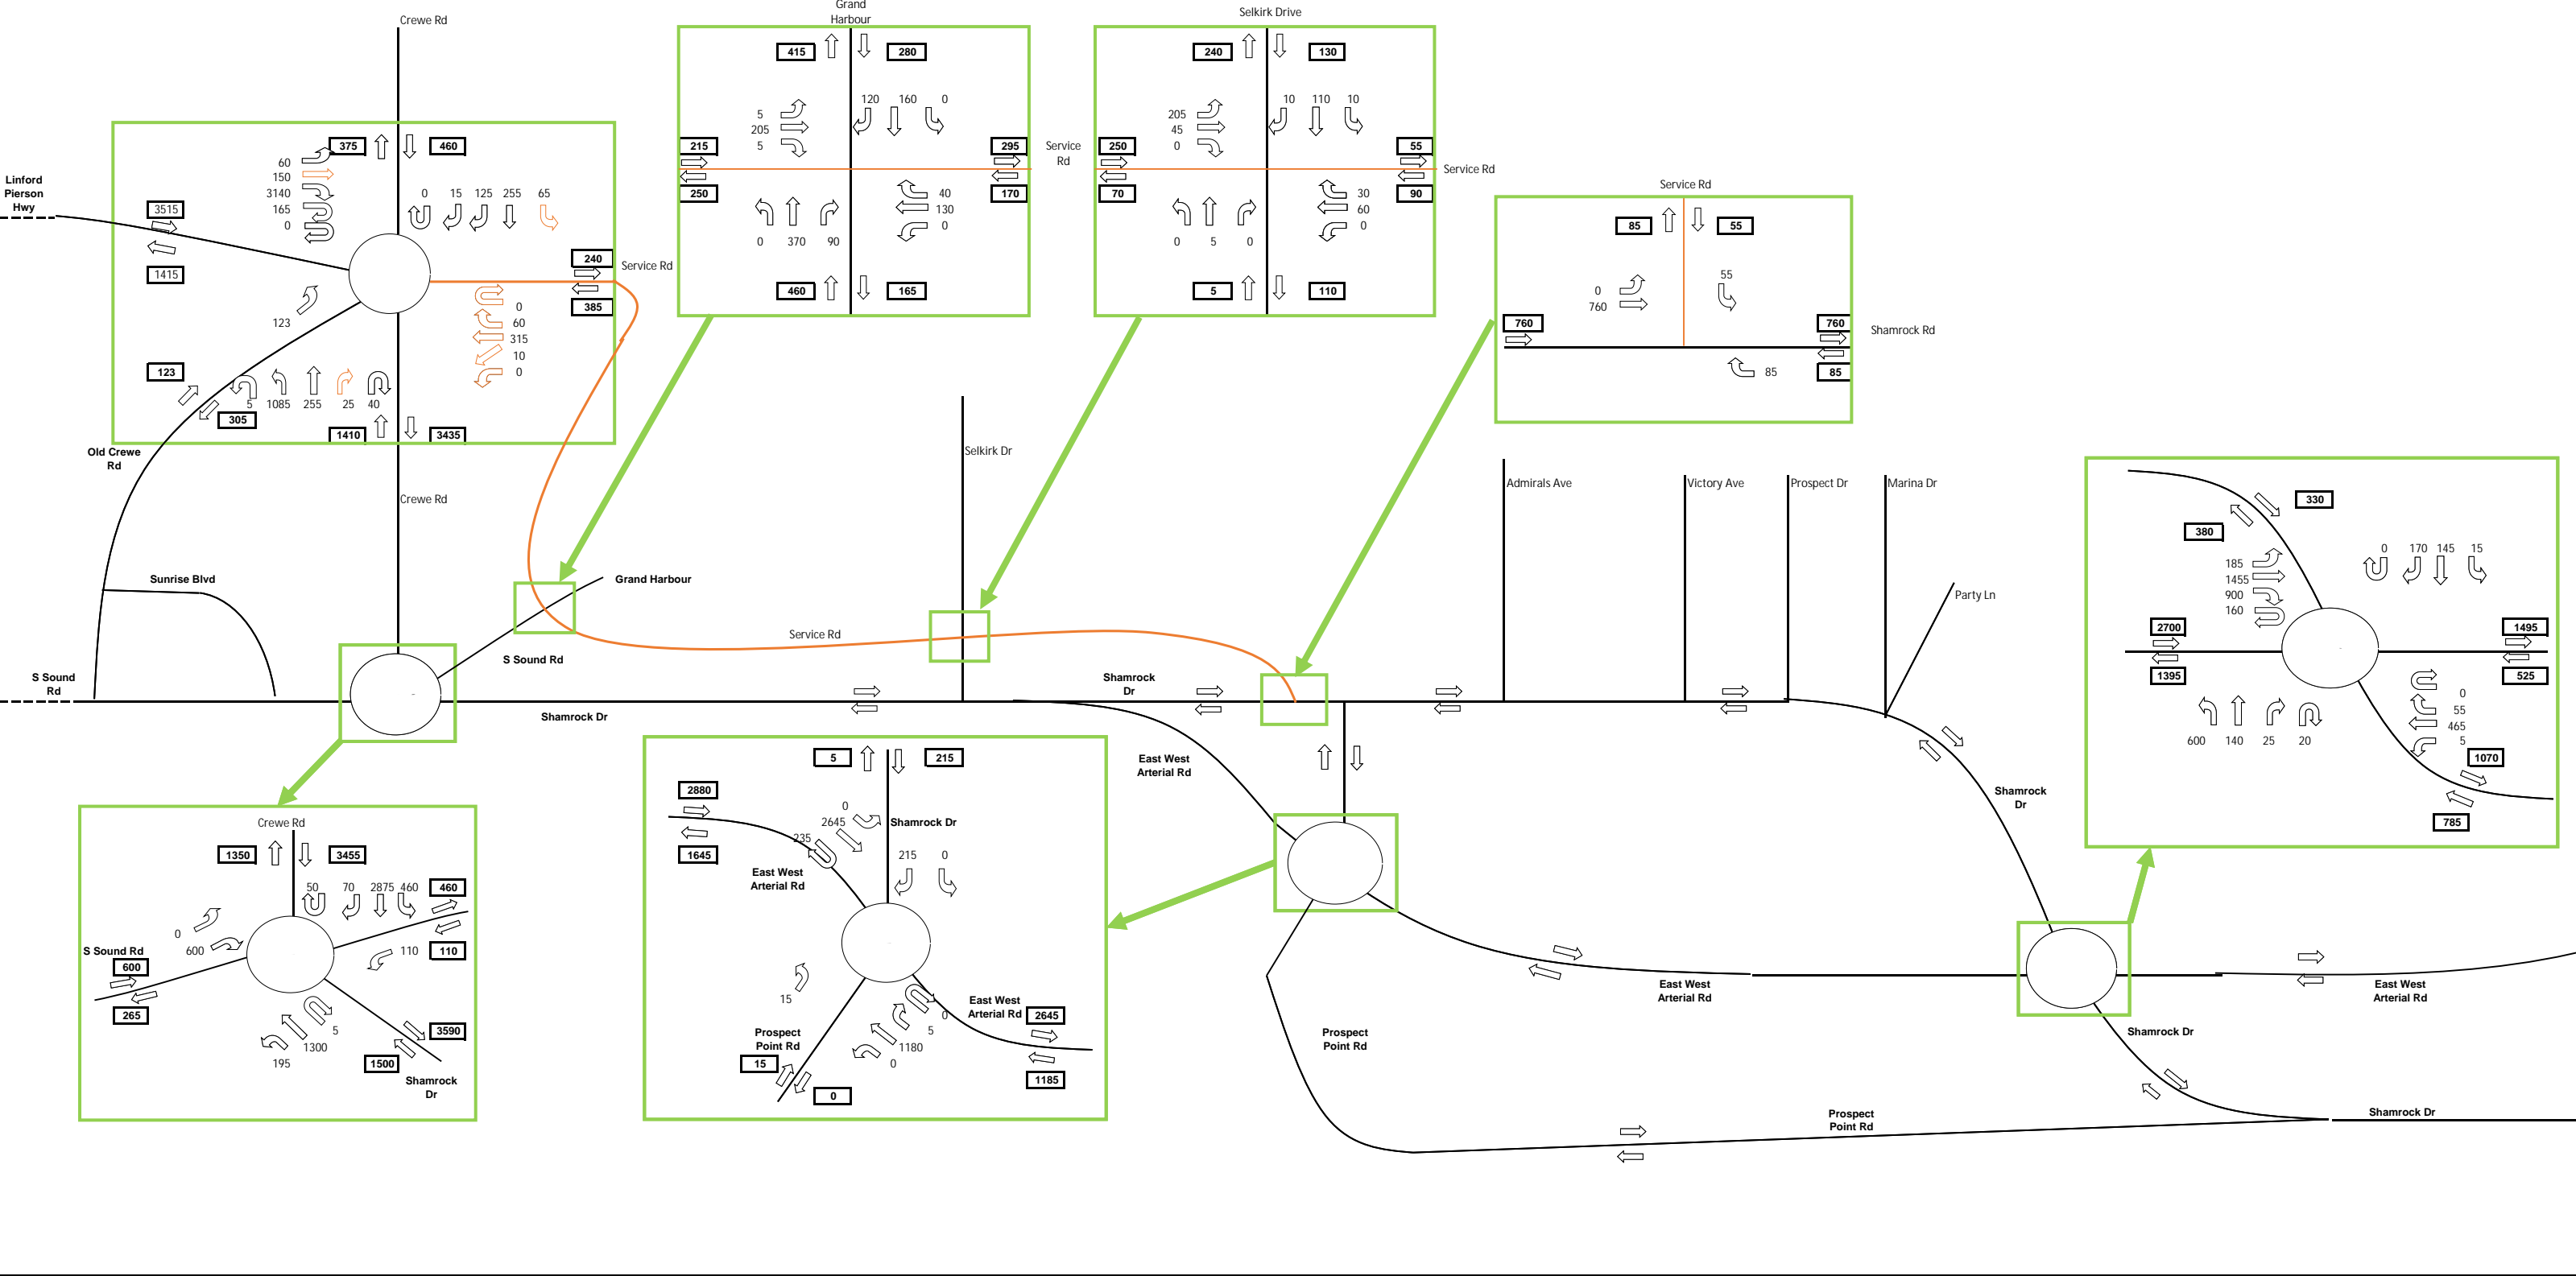 Crewe Rd
Grand
Harbour
Selkirk Drive
415
280
240
130
120 160 0
10 110 10
5
205
5
205
45
0
215
295
Service
Rd
250
55
Service Rd
250
170
70
90
40
130
0
30
60
0
0 370 90
0 5 0
460
165
5
110
Service Rd
85
55
0
760
55
760
760
Shamrock Rd
85
85
375
460
60
150
3140
165
0
0 15 125 255 65
Linford
Pierson
Hwy
3515
1415
240
Service Rd
385
0
60
315
10
0
123
123
5 1085 255 25 40
305
1410
3435
Old Crewe
Rd
Crewe Rd
Selkirk Dr
Admirals Ave
Victory Ave
Prospect Dr
Marina Dr
Party Ln
Sunrise Blvd
Grand Harbour
Service Rd
S Sound Rd
S Sound
Rd
Shamrock Dr
Shamrock
Dr
East West
Arterial Rd
Shamrock
Dr
330
380
0 170 145 15
185
1455
900
160
2700
1495
1395
525
0
55
465
5
600 140 25 20
1070
785
Crewe Rd
1350
3455
50 70 2875 460
460
0
600
S Sound Rd
600
110
110
265
5
1300
195
3590
1500
Shamrock
Dr
5
215
2880
0
2645
235
Shamrock Dr
1645
215 0
East West
Arterial Rd
15
0
5
1180
0
East West
Arterial Rd
2645
Prospect
Point Rd
15
0
1185
Prospect
Point Rd
East West
Arterial Rd
East West
Arterial Rd
Shamrock Dr
Prospect
Point Rd
Shamrock Dr